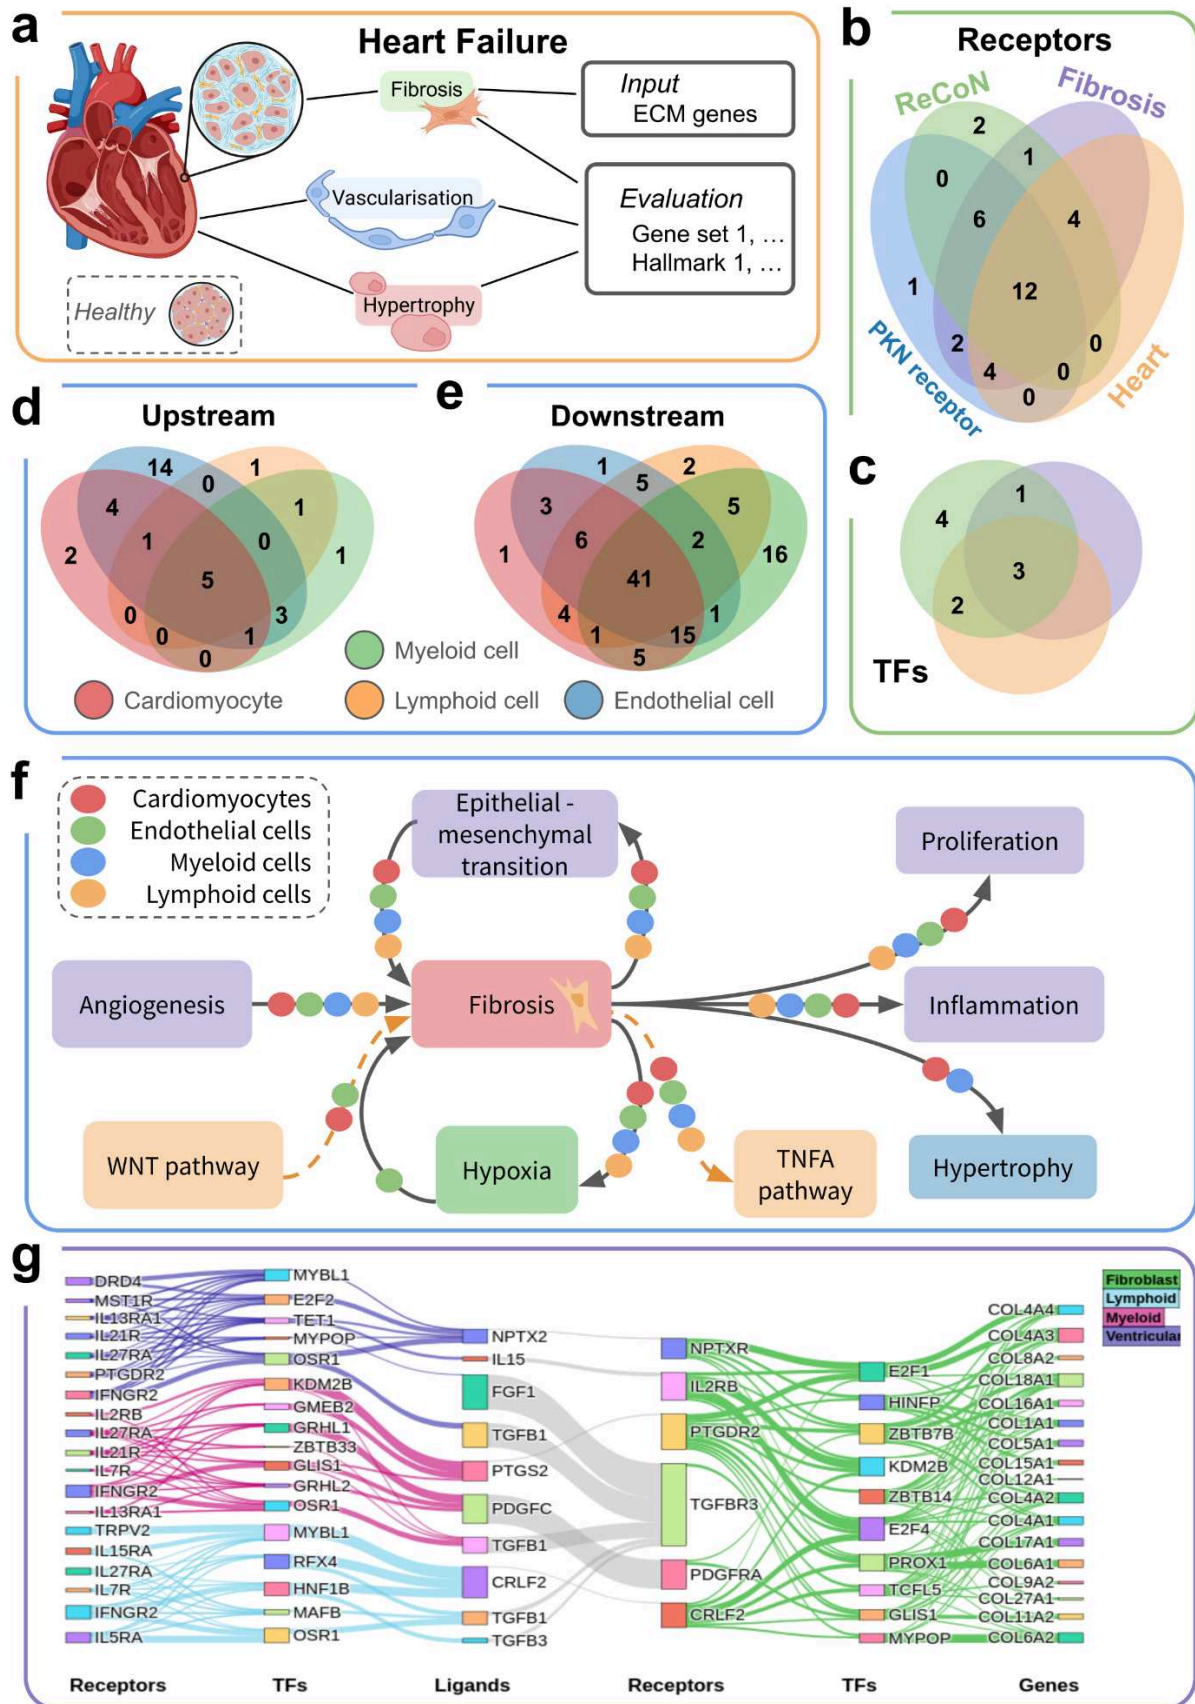 a
Heart Failure
Fibrosis
Input
ECM genes
Vascularisation
Evaluation
Gene set 1, ...
Hallmark 1, ...
Hypertrophy
Healthy
b
Receptors
ReCoN
Fibrosis
2
1
0
6
4
1
12
2
0
4
0
0
PKN receptor
Heart
c
1
4
3
2
TFs
d
Upstream
14
1
0
4
1
1
0
2
1
5
0
3
0
1
0
e
Downstream
1
2
5
3
5
6
2
1
16
41
4
1
1
15
5
Myeloid cell
Cardiomyocyte
Lymphoid cell
Endothelial cell
f
Cardiomyocytes
Endothelial cells
Myeloid cells
Lymphoid cells
Epithelial -
mesenchymal
transition
Proliferation
Angiogenesis
Fibrosis
Inflammation
WNT pathway
Hypoxia
TNFA
pathway
Hypertrophy
g
DRD4
MST1R
IL13RA1
IL21R
IL27RA
PTGDR2
IFNGR2
IL2RB
IL27RA
IL21R
IL7R
IFNGR2
IL13RA1
TRPV2
IL15RA
IL27RA
IL7R
IFNGR2
IL5RA
MYBL1
E2F2
TET1
MYPOP
OSR1
KDM2B
GMEB2
GRHL1
ZBTB33
GLIS1
GRHL2
OSR1
MYBL1
RFX4
HNF1B
MAFB
OSR1
NPTX2
IL15
FGF1
TGFB1
PTGS2
PDGFC
TGFB1
CRLF2
TGFB1
TGFB3
NPTXR
IL2RB
PTGDR2
TGFBR3
PDGFRA
CRLF2
E2F1
HINFP
ZBTB7B
KDM2B
ZBTB14
E2F4
PROX1
TCFL5
GLIS1
MYPOP
COL4A4
COL4A3
COL8A2
COL18A1
COL16A1
COL1A1
COL5A1
COL15A1
COL12A1
COL4A2
COL4A1
COL17A1
COL6A1
COL9A2
COL27A1
COL11A2
COL6A2
Fibroblast
Lymphoid
Myeloid
Ventricular
Receptors
TFs
Ligands
Receptors
TFs
Genes